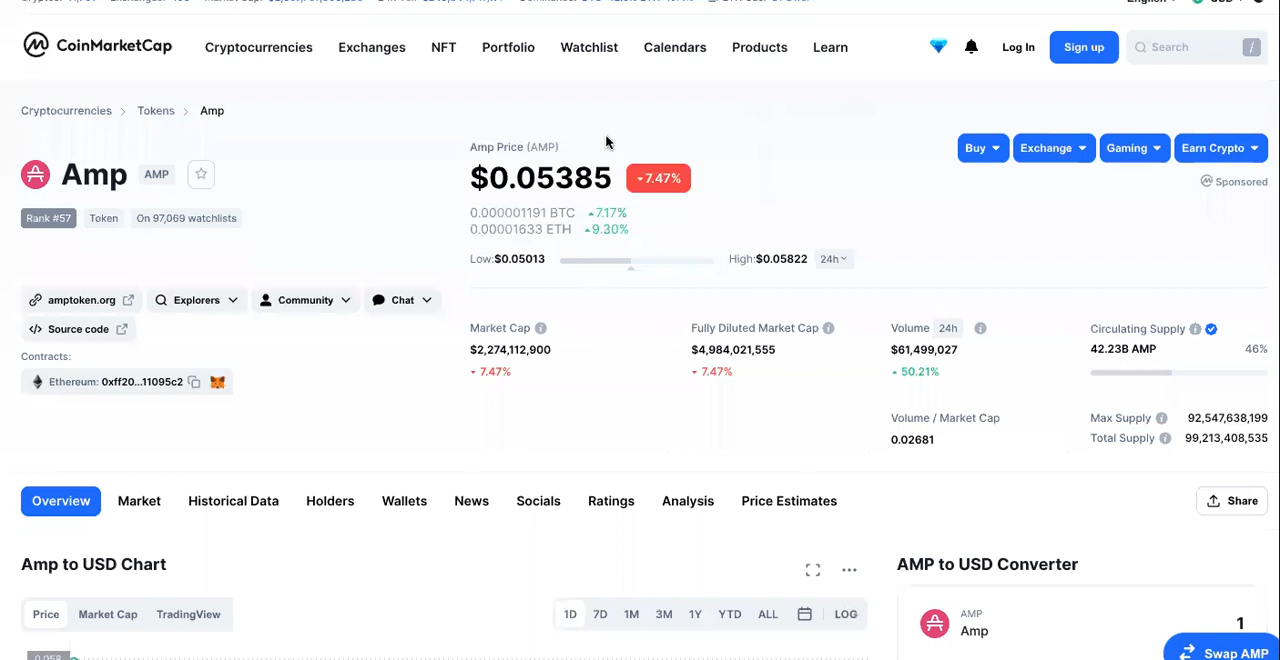 English
CoinMarketCap
Cryptocurrencies Exchanges NFT Portfolio Watchlist Calendars Products Learn
Log In Sign up Search /
Cryptocurrencies > Tokens > Amp
Amp AMP
Rank #57 Token On 97,069 watchlists
amptoken.org Explorers Community Chat
</> Source code
Contracts:
Ethereum: 0xff20...11095c2
Amp Price (AMP)
$0.05385 7.47%
0.000001191 BTC 7.17%
0.00001633 ETH 9.30%
Low:$0.05013 High:$0.05822 24h
Buy Exchange Gaming Earn Crypto
Sponsored
Market Cap
$2,274,112,900
7.47%
Fully Diluted Market Cap
$4,984,021,555
7.47%
Volume 24h
$61,499,027
50.21%
Volume / Market Cap
0.02681
Circulating Supply
42.23B AMP 46%
Max Supply 92,547,638,199
Total Supply 99,213,408,535
Overview Market Historical Data Holders Wallets News Socials Ratings Analysis Price Estimates
Share
Amp to USD Chart
Price Market Cap TradingView
1D 7D 1M 3M 1Y YTD ALL LOG
0.058
AMP to USD Converter
AMP
Amp 1
Swap AMP